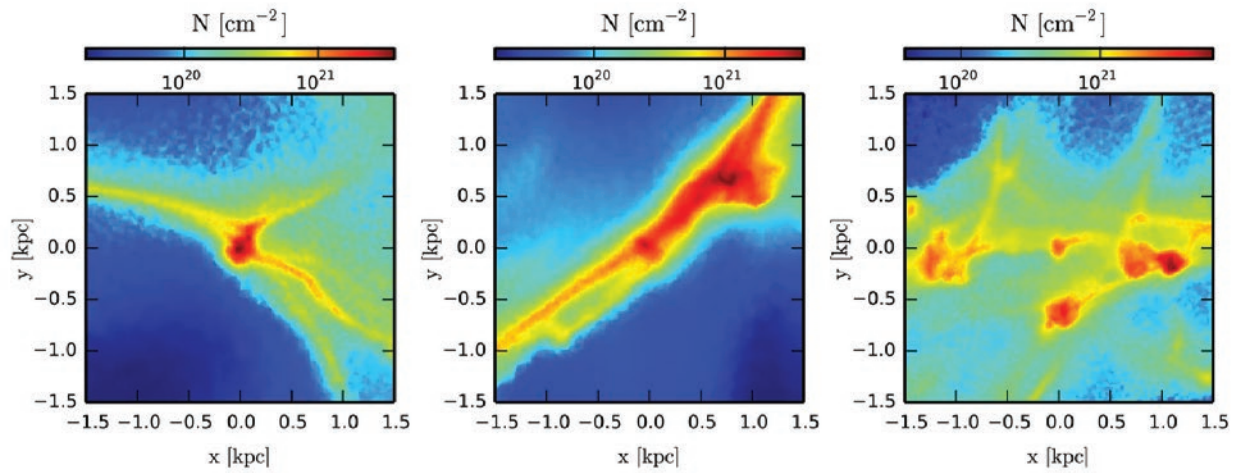 N [cm⁻²] N [cm⁻²] N [cm⁻²]
10²⁰ 10²¹ 10²⁰ 10²¹ 10²⁰ 10²¹
1.5 1.5 1.5
1.0 1.0 1.0
0.5 0.5 0.5
0.0 0.0 0.0
−0.5 −0.5 −0.5
−1.0 −1.0 −1.0
−1.5 −1.5 −1.5
y [kpc] y [kpc] y [kpc]
−1.5 −1.0 −0.5 0.0 0.5 1.0 1.5 −1.5 −1.0 −0.5 0.0 0.5 1.0 1.5 −1.5 −1.0 −0.5 0.0 0.5 1.0 1.5
x [kpc] x [kpc] x [kpc]